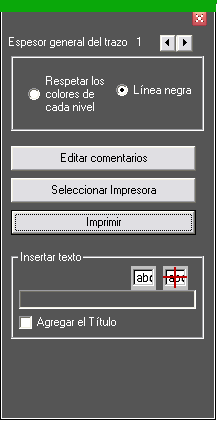 Espesor general del trazo 1
Respetar los
colores de
cada nivel
Línea negra
Editar comentarios
Seleccionar Impresora
Imprimir
Insertar texto
abc abc
Agregar el Título